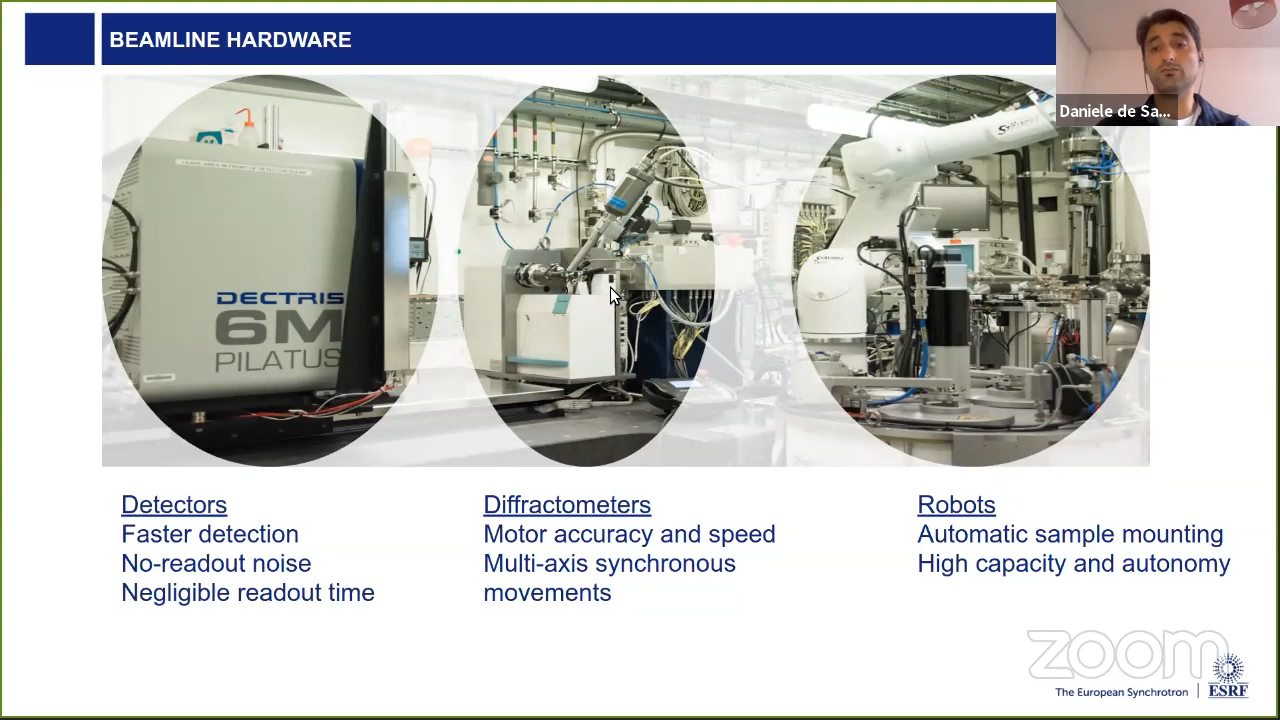 BEAMLINE HARDWARE
Daniele de Sa...
DECTRIS
6M
PILATUS
Detectors
Faster detection
No-readout noise
Negligible readout time
Diffractometers
Motor accuracy and speed
Multi-axis synchronous
movements
Robots
Automatic sample mounting
High capacity and autonomy
zoom
The European Synchrotron
ESRF